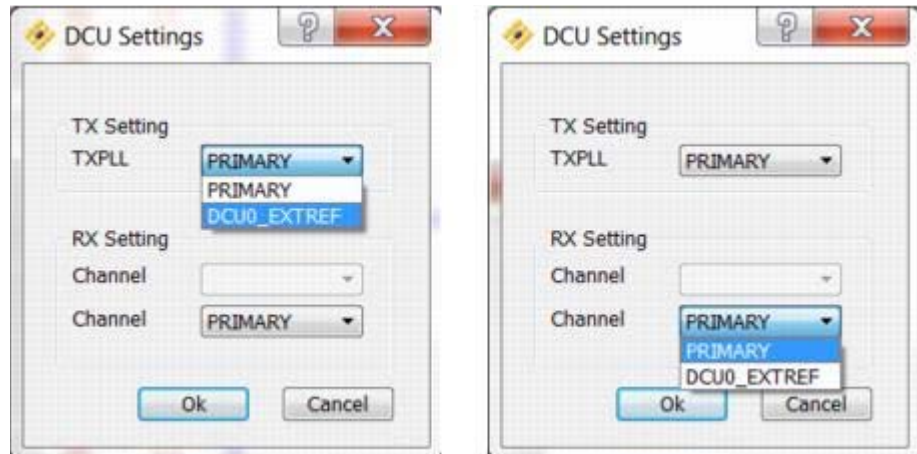 DCU Settings
TX Setting
TXPLL PRIMARY
PRIMARY
DCU0_EXTREF
RX Setting
Channel
Channel PRIMARY
Ok Cancel
DCU Settings
TX Setting
TXPLL PRIMARY
RX Setting
Channel
Channel PRIMARY
PRIMARY
DCU0_EXTREF
Ok Cancel